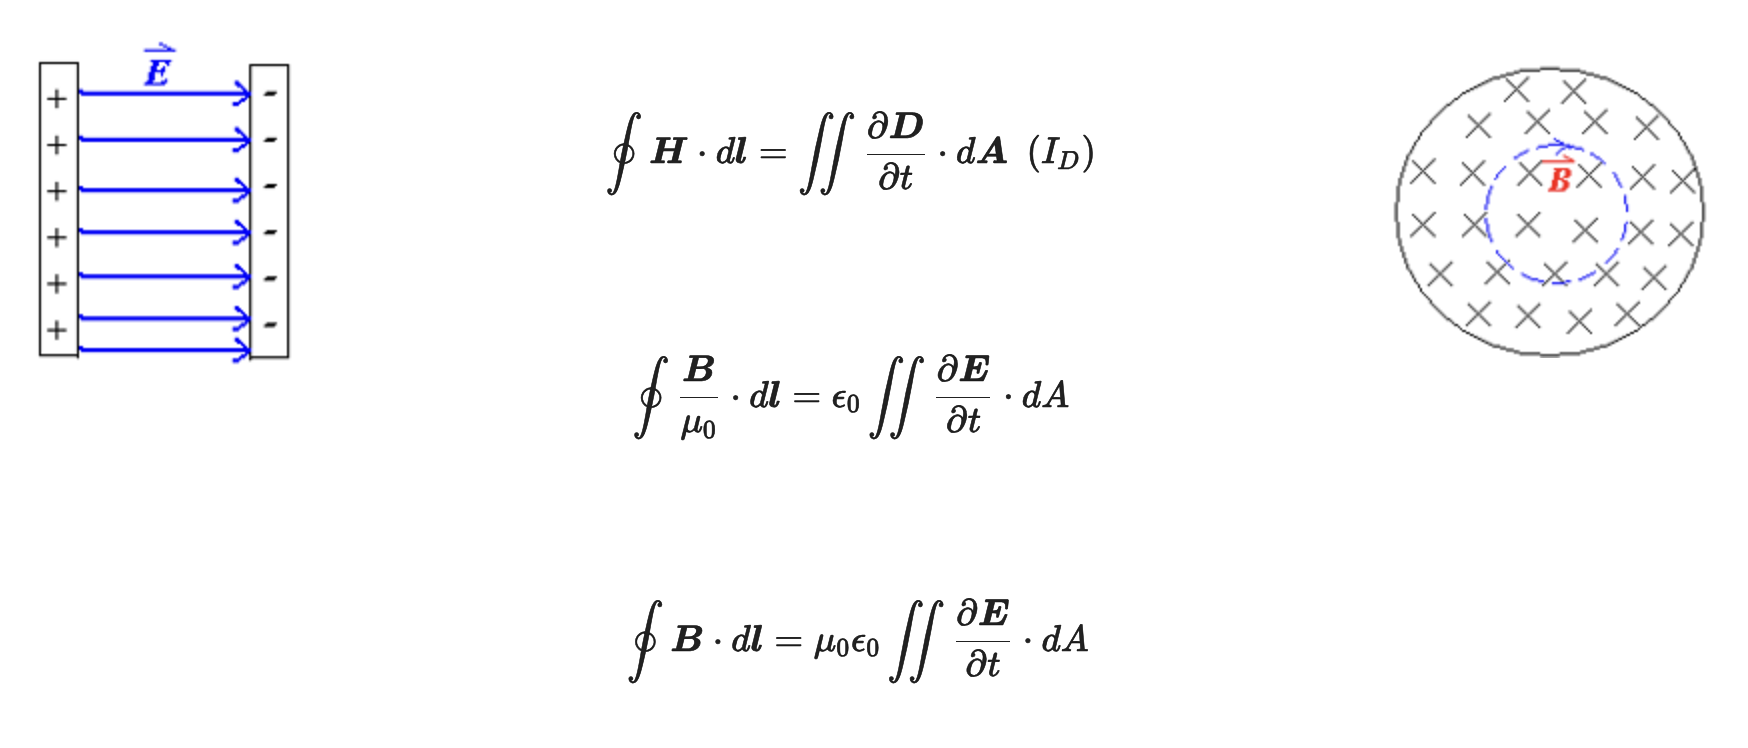 E
+ -
+ -
+ -
+ -
+ -
+ -
∮ H · dl = ∬ ∂D/∂t · dA (I_D)
B
∮ B/μ₀ · dl = ϵ₀ ∬ ∂E/∂t · dA
∮ B · dl = μ₀ϵ₀ ∬ ∂E/∂t · dA